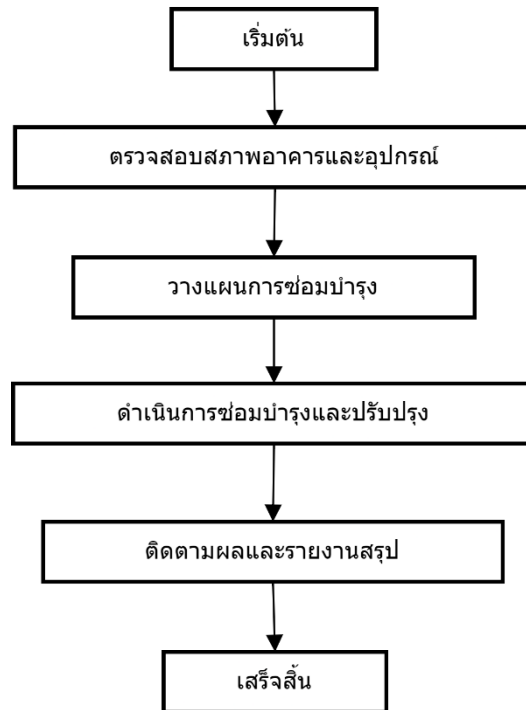 เริ่มต้น
ตรวจสอบสภาพอาคารและอุปกรณ์
วางแผนการซ่อมบำรุง
ดำเนินการซ่อมบำรุงและปรับปรุง
ติดตามผลและรายงานสรุป
เสร็จสิ้น